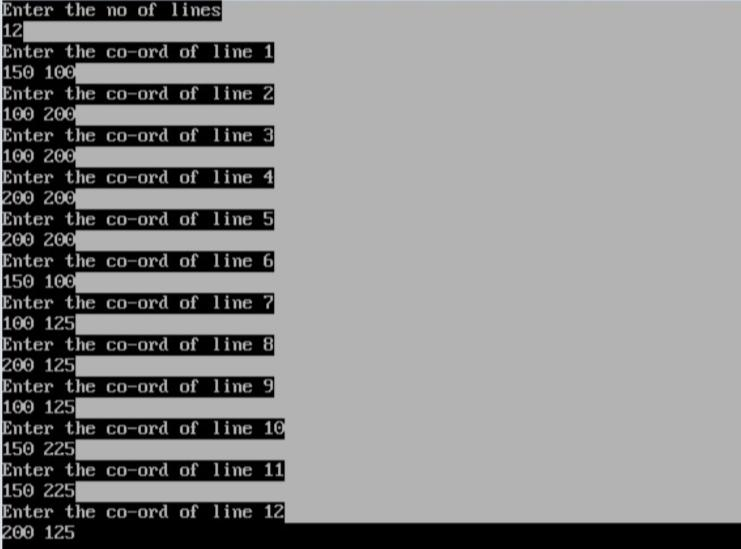 Enter the no of lines
12
Enter the co-ord of line 1
150 100
Enter the co-ord of line 2
100 200
Enter the co-ord of line 3
100 200
Enter the co-ord of line 4
200 200
Enter the co-ord of line 5
200 200
Enter the co-ord of line 6
150 100
Enter the co-ord of line 7
100 125
Enter the co-ord of line 8
200 125
Enter the co-ord of line 9
100 125
Enter the co-ord of line 10
150 225
Enter the co-ord of line 11
150 225
Enter the co-ord of line 12
200 125